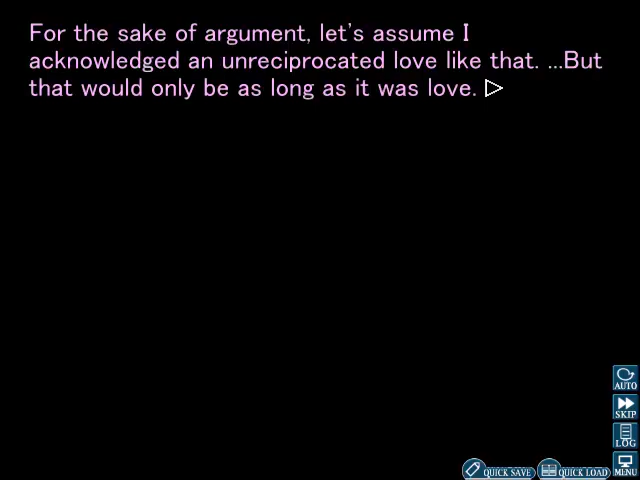 For the sake of argument, let's assume I
acknowledged an unreciprocated love like that. ...But
that would only be as long as it was love.
AUTO
SKIP
LOG
MENU
QUICK SAVE
QUICK LOAD